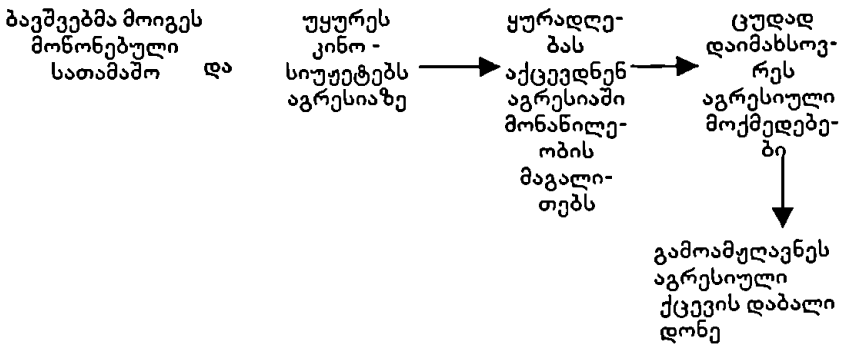 ბავშვებმა მოიგეს
მოწონებული
სათამაშო
და
უყურეს
კინო -
სიუჟეტებს
აგრესიაზე
ყურადღე-
ბას
აქცევდნენ
აგრესიაში
მონაწილე-
ობის
მაგალი-
თებს
ცუდად
დაიმახსოვ-
რეს
აგრესიული
მოქმედებე-
ბი
გამოამჟღავნეს
აგრესიული
ქცევის დაბალი
დონე